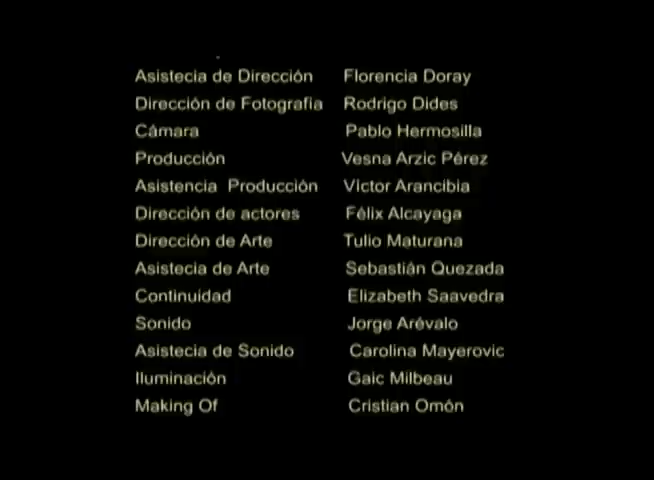 Asistecia de Dirección Florencia Doray
Dirección de Fotografia Rodrigo Dides
Cámara Pablo Hermosilla
Producción Vesna Arzic Pérez
Asistencia Producción Víctor Arancibia
Dirección de actores Félix Alcayaga
Dirección de Arte Tulio Maturana
Asistecia de Arte Sebastián Quezada
Continuidad Elizabeth Saavedra
Sonido Jorge Arévalo
Asistecia de Sonido Carolina Mayerovic
Iluminación Gaic Milbeau
Making Of Cristian Omón